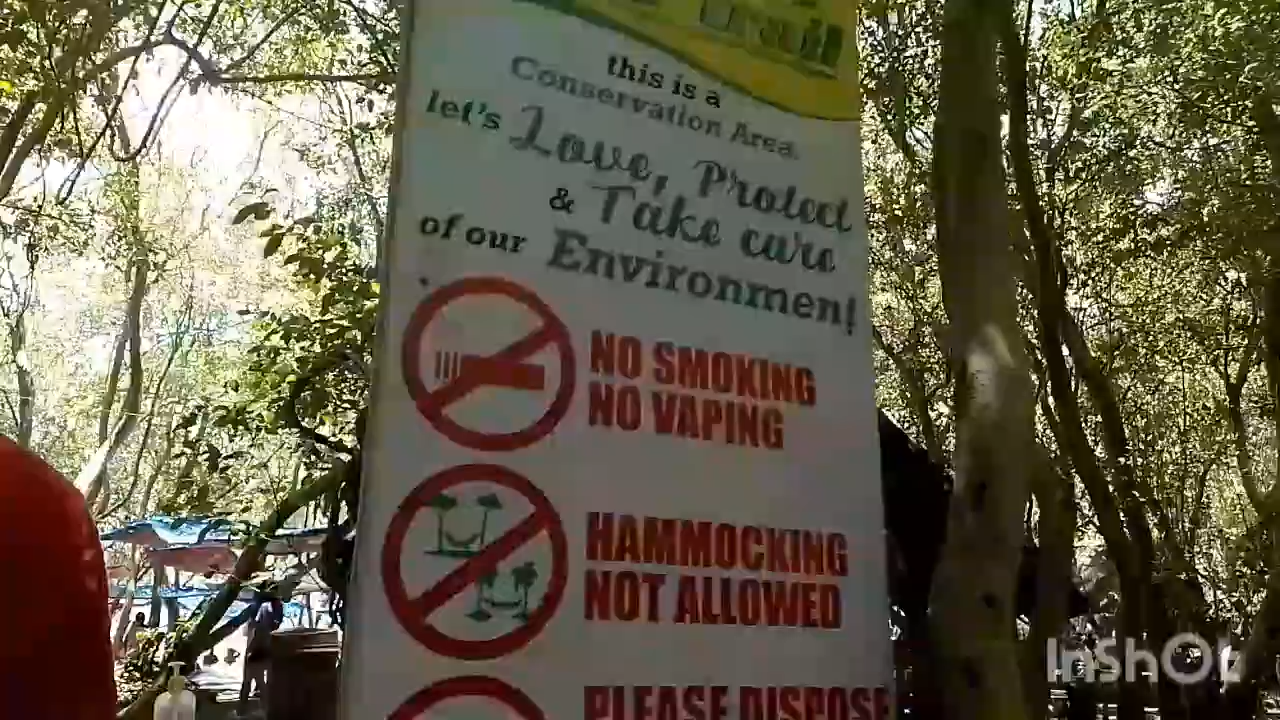 Trail
this is a
Conservation Area.
let's Love, Protect
& Take care
of our Environment!
NO SMOKING
NO VAPING
HAMMOCKING
NOT ALLOWED
PLEASE DISPOSE
InShOt